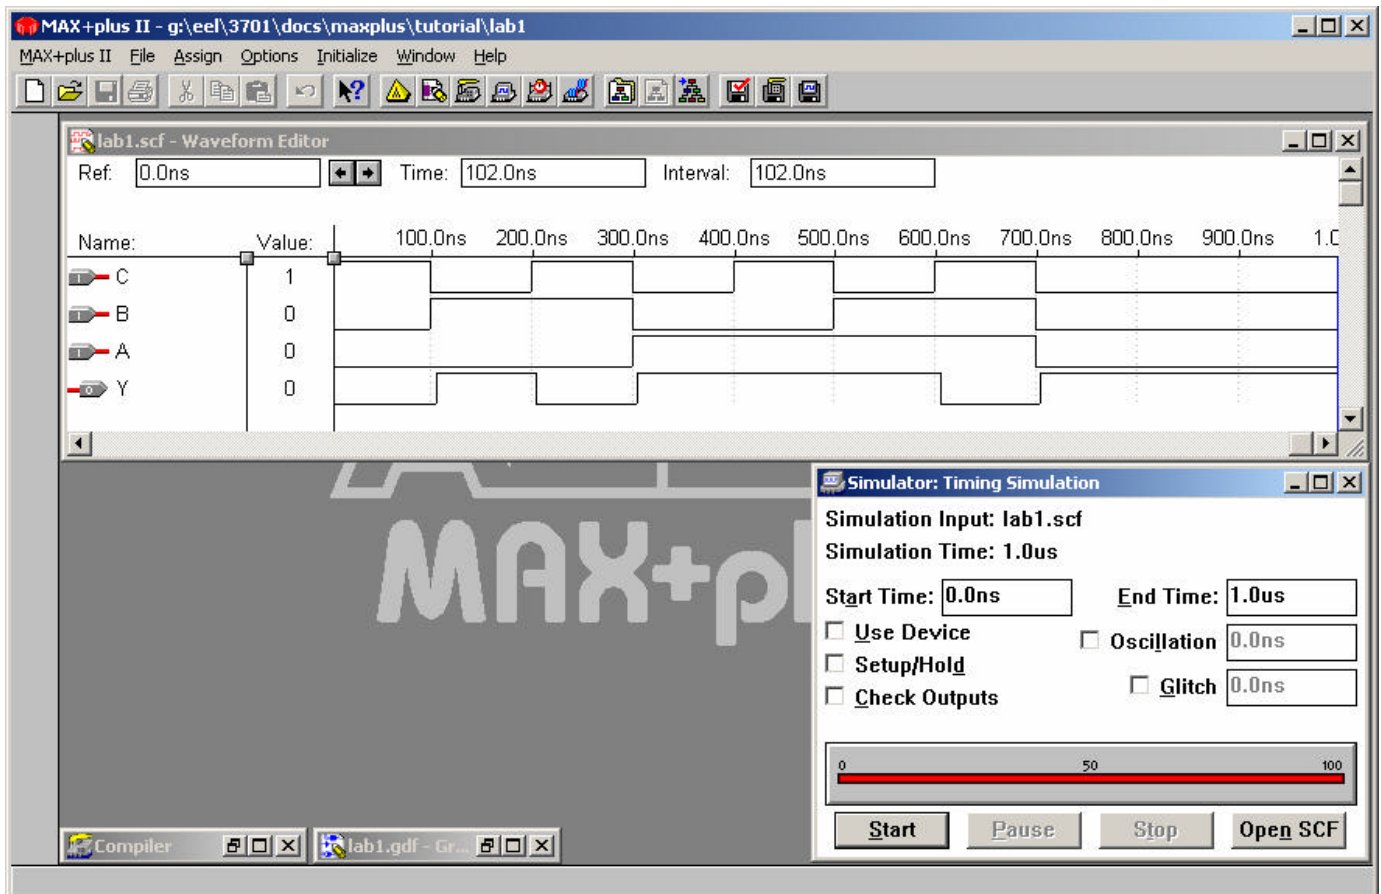 MAX+plus II - g:\eel\3701\docs\maxplus\tutorial\lab1
MAX+plus II File Assign Options Initialize Window Help
lab1.scf - Waveform Editor
Ref: 0.0ns Time: 102.0ns Interval: 102.0ns
Name: Value: 100.0ns 200.0ns 300.0ns 400.0ns 500.0ns 600.0ns 700.0ns 800.0ns 900.0ns 1.0
C 1
B 0
A 0
Y 0
MAX+pl
Simulator: Timing Simulation
Simulation Input: lab1.scf
Simulation Time: 1.0us
Start Time: 0.0ns End Time: 1.0us
Use Device Oscillation 0.0ns
Setup/Hold Glitch 0.0ns
Check Outputs
0 50 100
Start Pause Stop Open SCF
Compiler lab1.gdf - Gr...